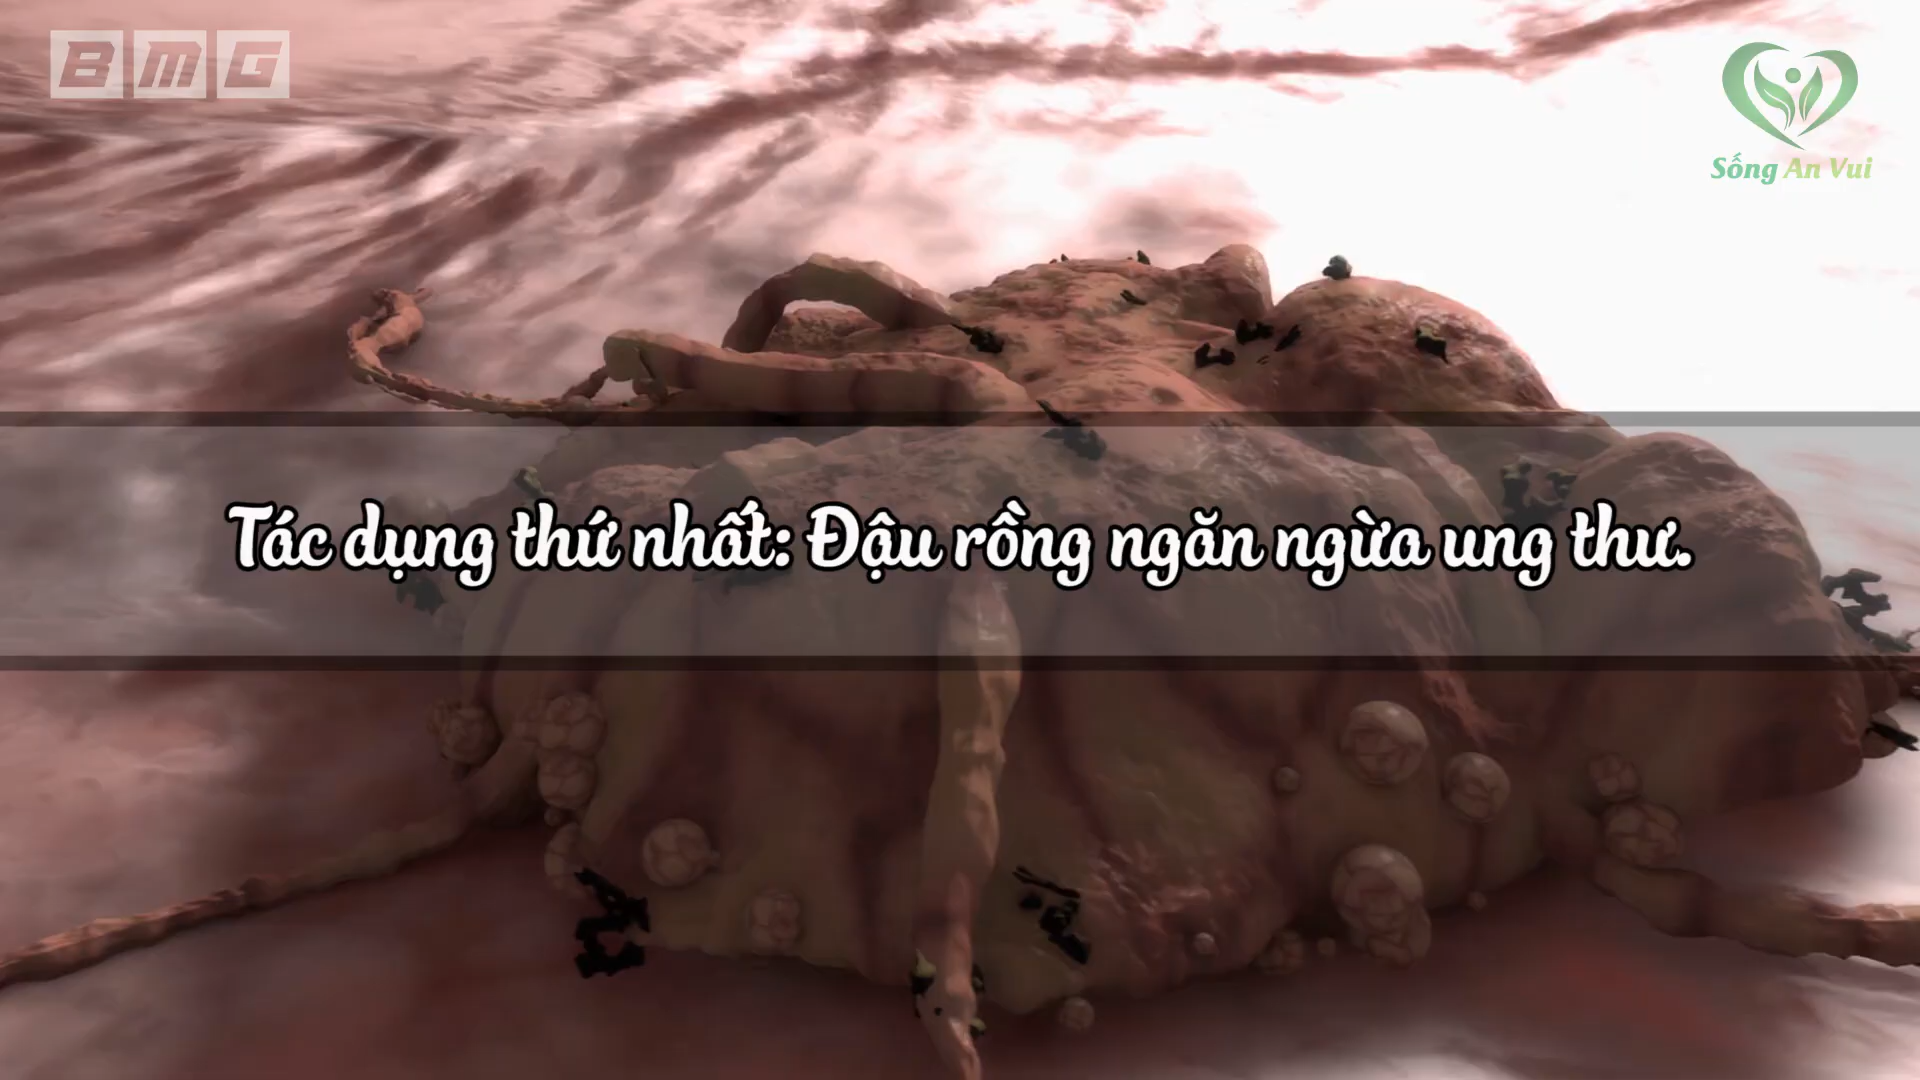 BMG
Sống An Vui
Tác dụng thứ nhất: Đậu rồng ngăn ngừa ung thư.